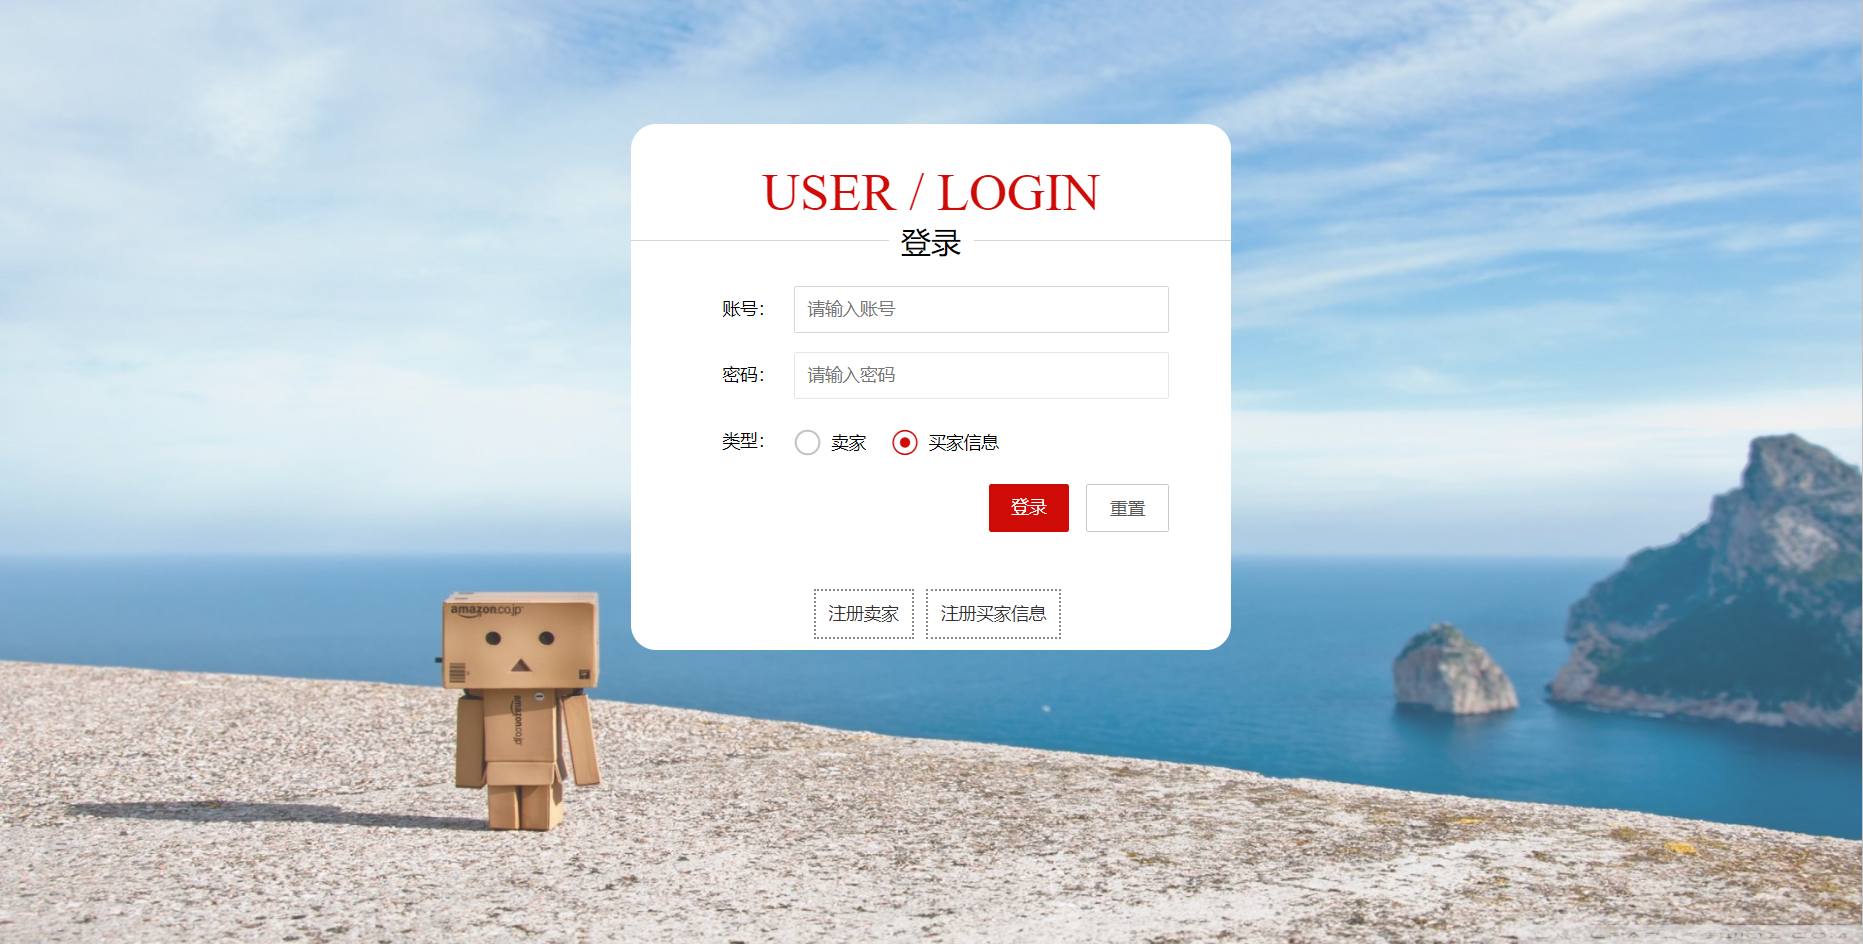 USER / LOGIN
登录
账号：
请输入账号
密码：
请输入密码
类型：
卖家
买家信息
登录
重置
注册卖家
注册买家信息
amazon.co.jp
amazon.co.jp